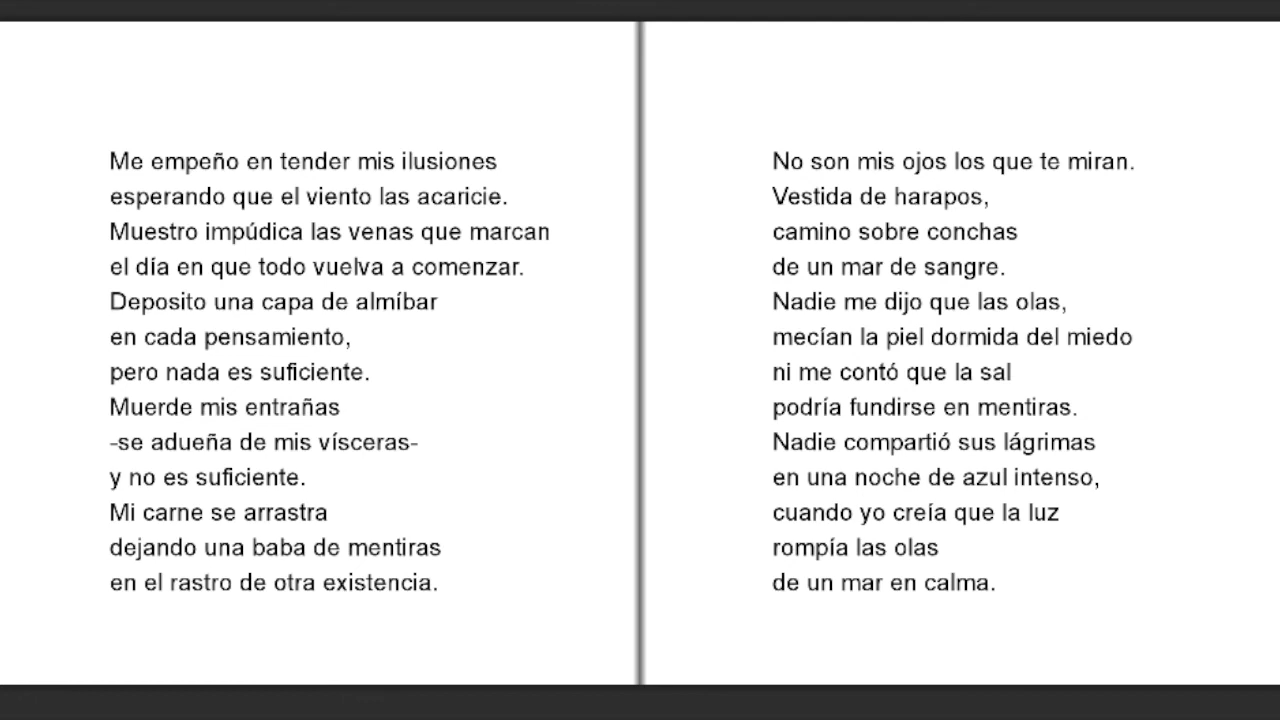 Me empeño en tender mis ilusiones
esperando que el viento las acaricie.
Muestro impúdica las venas que marcan
el día en que todo vuelva a comenzar.
Deposito una capa de almíbar
en cada pensamiento,
pero nada es suficiente.
Muerde mis entrañas
-se adueña de mis vísceras-
y no es suficiente.
Mi carne se arrastra
dejando una baba de mentiras
en el rastro de otra existencia.
No son mis ojos los que te miran.
Vestida de harapos,
camino sobre conchas
de un mar de sangre.
Nadie me dijo que las olas,
mecían la piel dormida del miedo
ni me contó que la sal
podría fundirse en mentiras.
Nadie compartió sus lágrimas
en una noche de azul intenso,
cuando yo creía que la luz
rompía las olas
de un mar en calma.